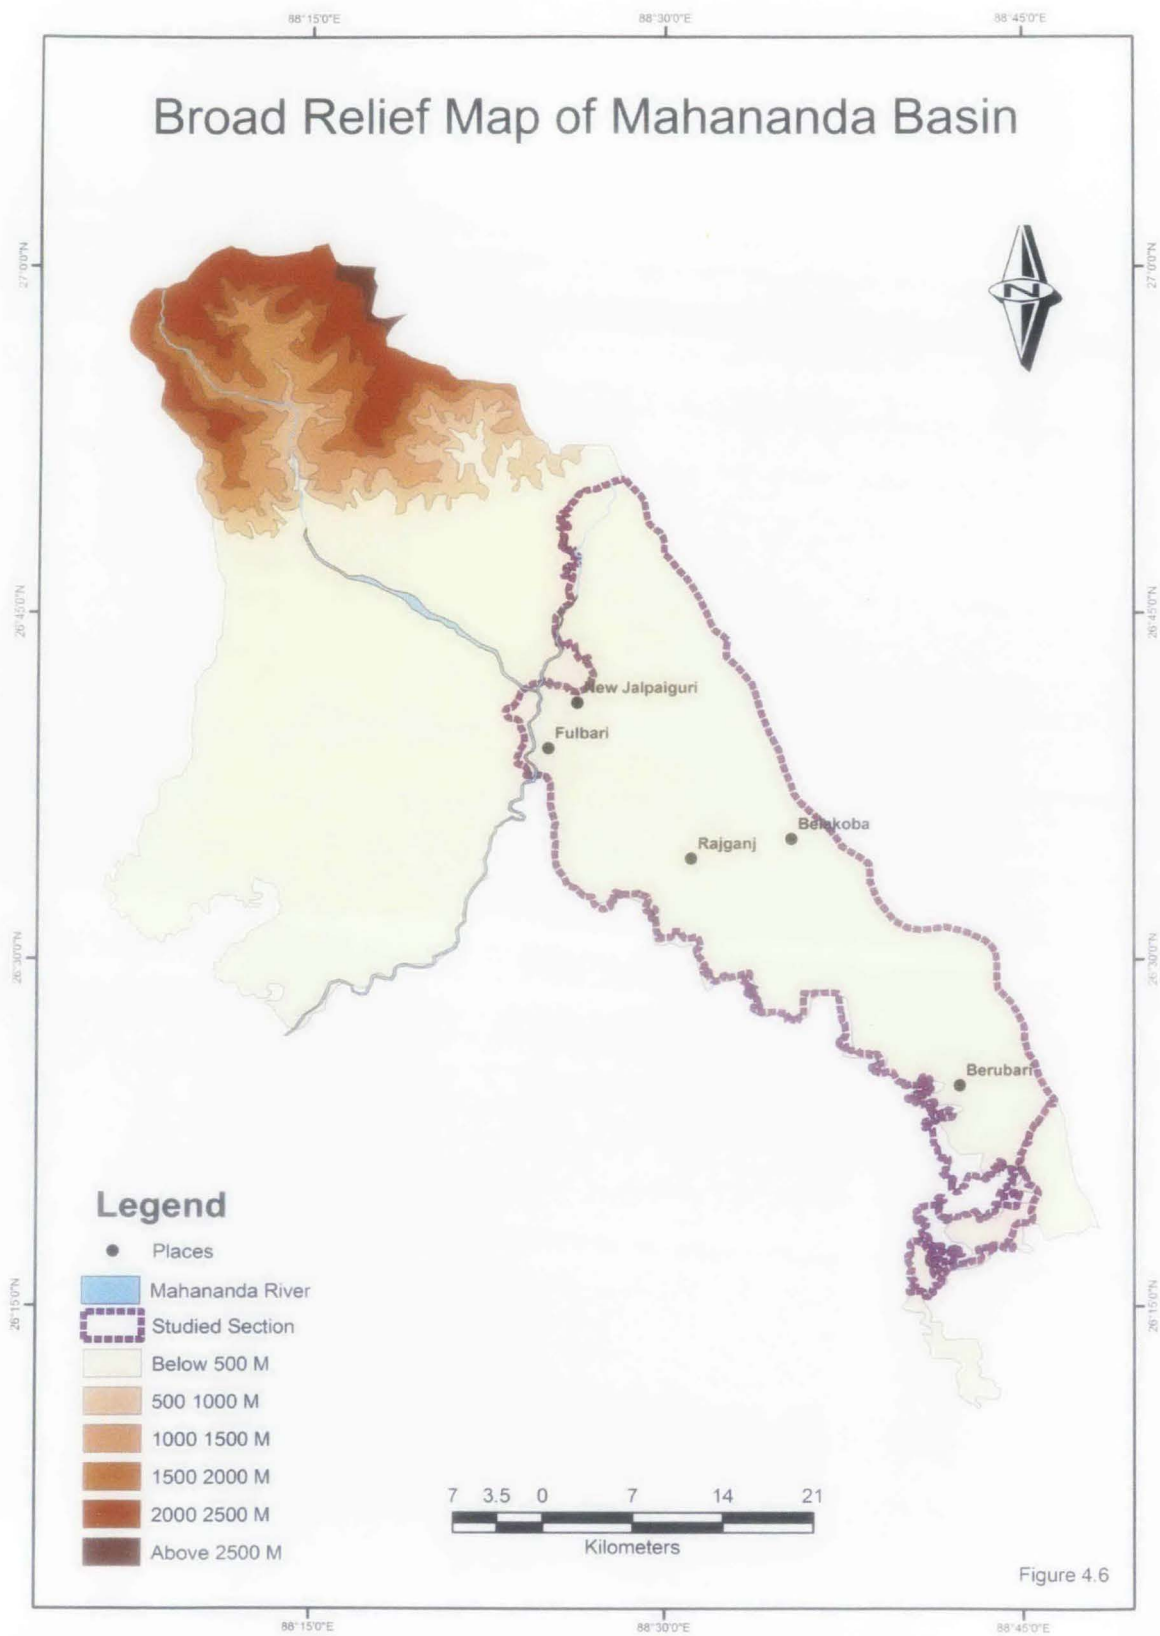 88°15'0"E 88°30'0"E 88°45'0"E
Broad Relief Map of Mahananda Basin
27°0'0"N 27°0'0"N
N
26°45'0"N 26°45'0"N
New Jalpaiguri
Fulbari
Belakoba
Rajganj
26°30'0"N 26°30'0"N
Berubari
Legend
Places
Mahananda River
26°15'0"N 26°15'0"N
Studied Section
Below 500 M
500 1000 M
1000 1500 M
1500 2000 M
2000 2500 M
Above 2500 M
7 3.5 0 7 14 21
Kilometers
Figure 4.6
88°15'0"E 88°30'0"E 88°45'0"E